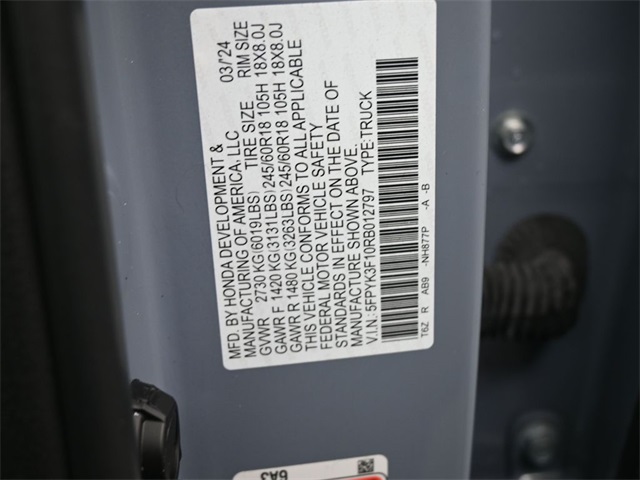 MFD. BY HONDA DEVELOPMENT & 03/'24
MANUFACTURING OF AMERICA, LLC
TIRE SIZE RIM SIZE
GVWR 2730 KG(6019LBS)
GAWR F 1420 KG(3131LBS)245/60R18 105H 18X8.0J
GAWR R 1480 KG(3263LBS)245/60R18 105H 18X8.0J
THIS VEHICLE CONFORMS TO ALL APPLICABLE
FEDERAL MOTOR VEHICLE SAFETY
STANDARDS IN EFFECT ON THE DATE OF
MANUFACTURE SHOWN ABOVE.
V.I.N.: 5FPYK3F10RB012797 TYPE:TRUCK
T6Z R AB9 -NH877P -A -B
6A3